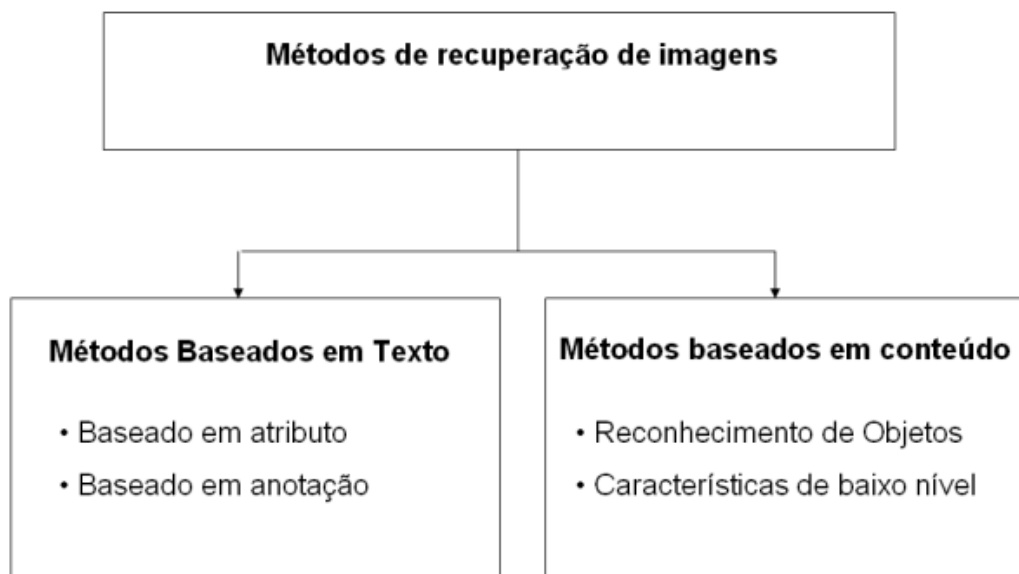 Métodos de recuperação de imagens
Métodos Baseados em Texto
• Baseado em atributo
• Baseado em anotação
Métodos baseados em conteúdo
• Reconhecimento de Objetos
• Características de baixo nível